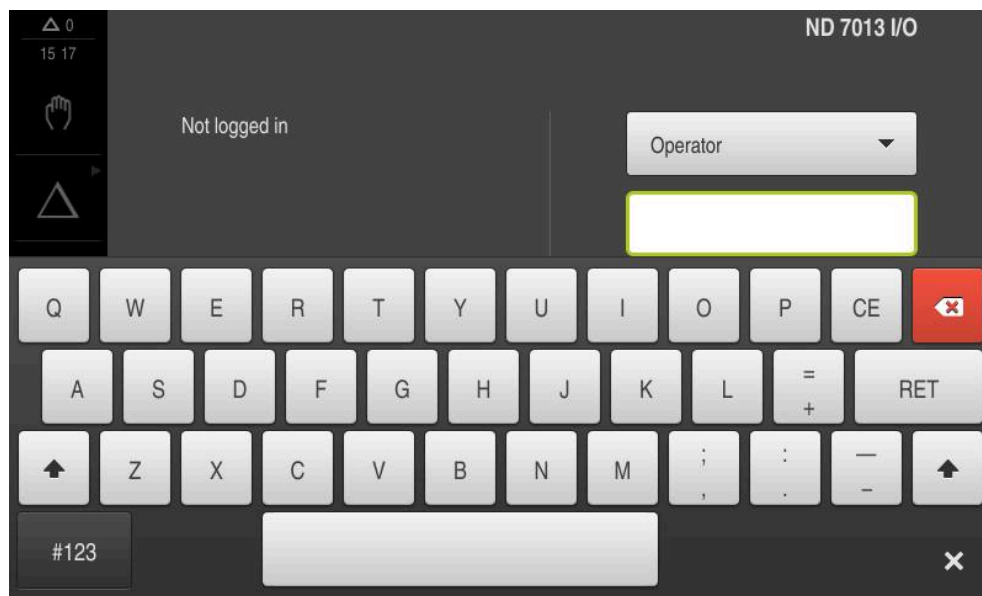 △ 0
15 17
ND 7013 I/O
Not logged in
Operator
Q W E R T Y U I O P CE
A S D F G H J K L = + RET
Z X C V B N M ; , : . — –
#123